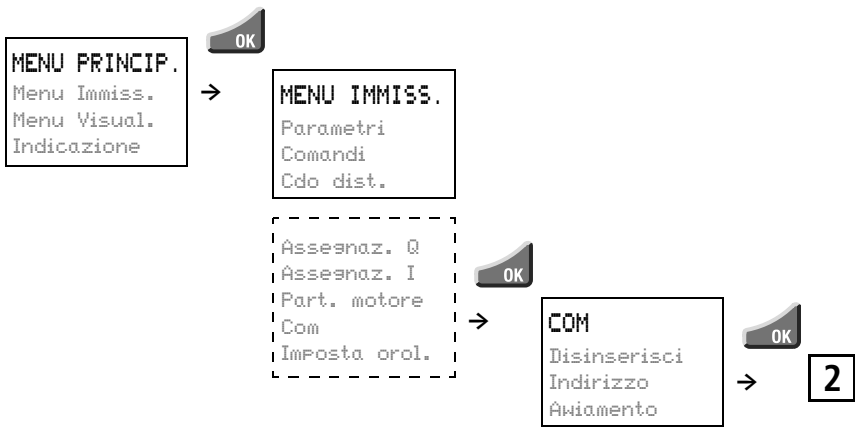 OK
MENU PRINCIP.
Menu Immiss.
Menu Visual.
Indicazione
MENU IMMISS.
Parametri
Comandi
Cdo dist.
Assegnaz. Q
Assegnaz. I
Part. motore
Com
Imposta orol.
OK
COM
Disinserisci
Indirizzo
Awiamento
OK
2